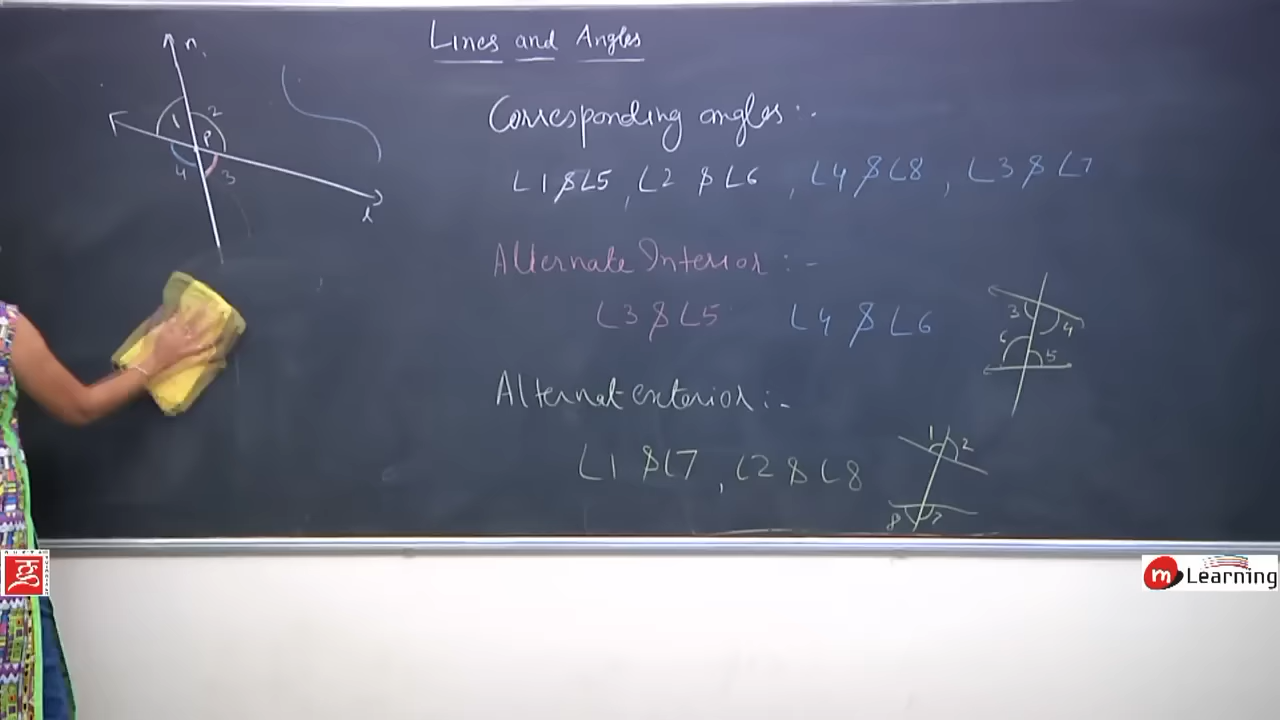 Lines and Angles
n
1 2
P
4 3
l
Corresponding angles :-
∠1 & ∠5, ∠2 & ∠6, ∠4 & ∠8, ∠3 & ∠7
Alternate Interior :-
∠3 & ∠5 ∠4 & ∠6
3 4
6 5
Alternat exterior :-
∠1 & ∠7, ∠2 & ∠8
1 2
8 7
m Learning